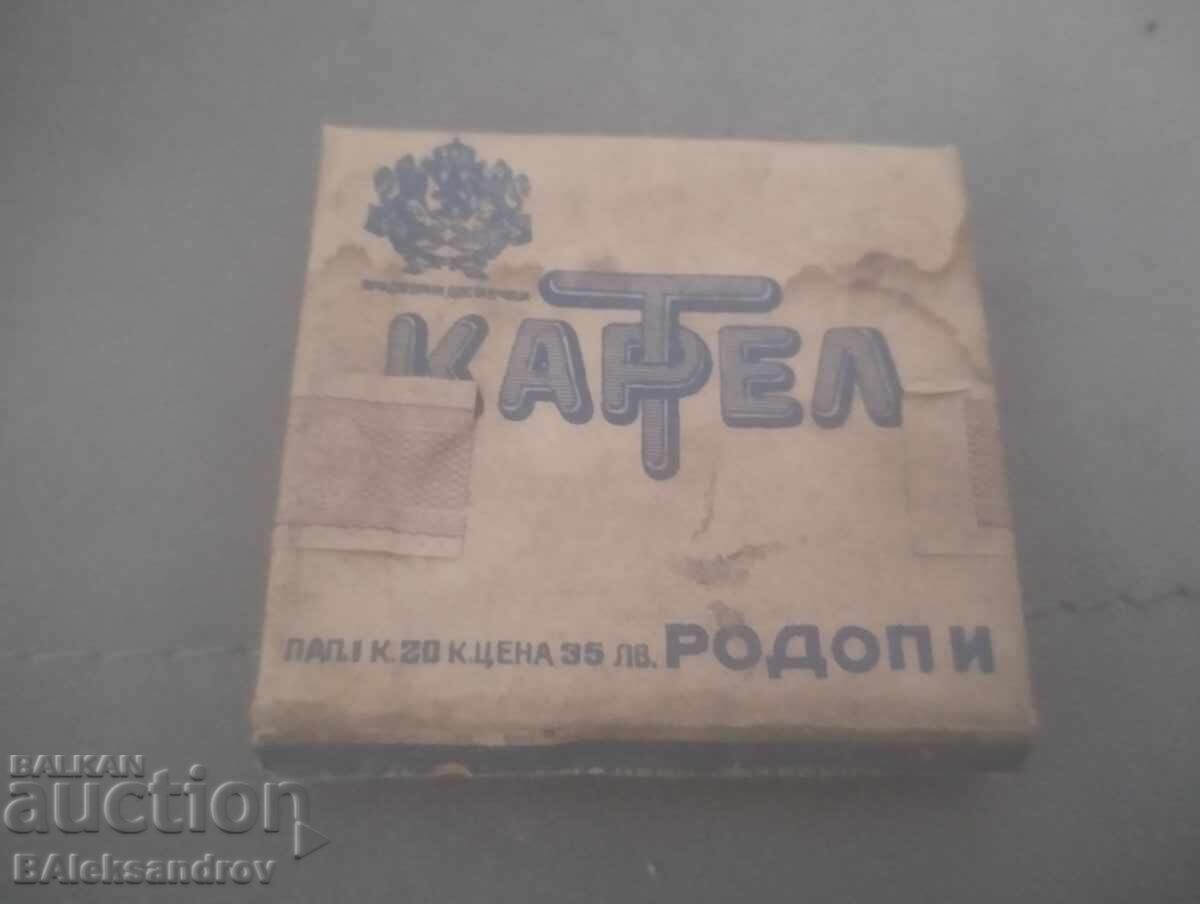 КАРТЕЛ
ПАП. I К. 20 К. ЦЕНА 35 ЛВ. РОДОПИ
BALKAN
auction
BAleksandrov